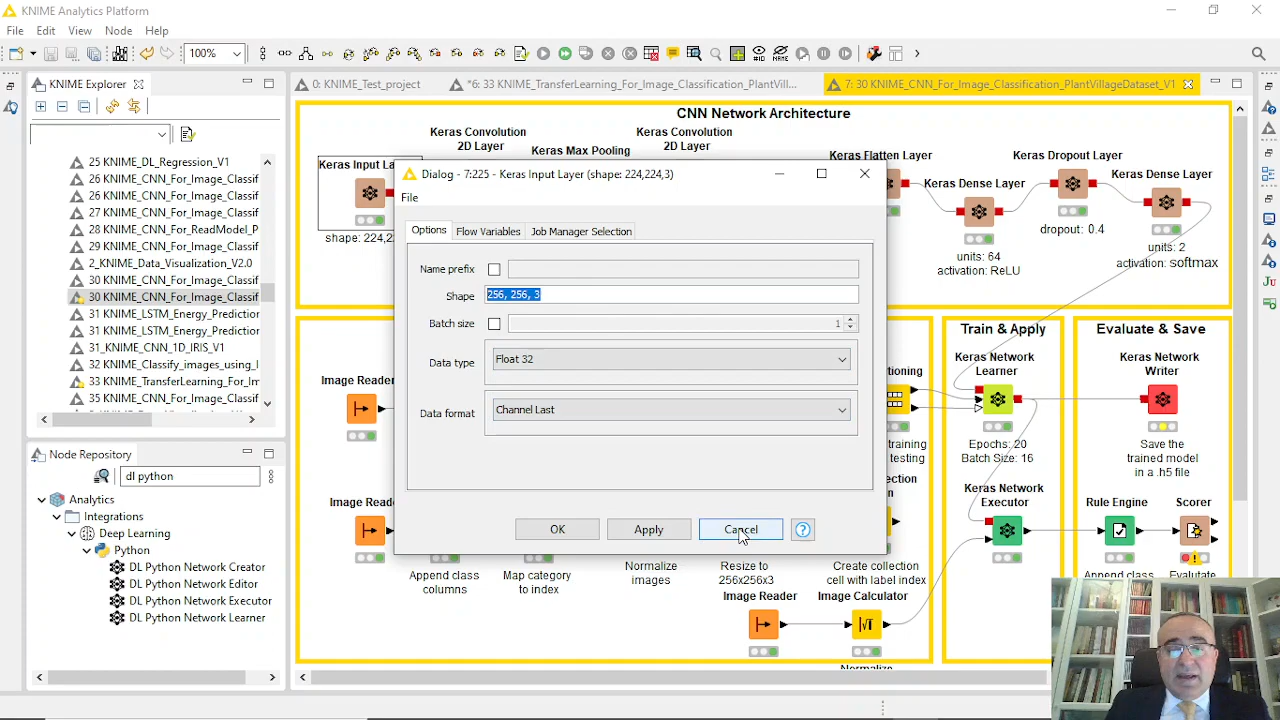 KNIME Analytics Platform
File Edit View Node Help
100%
KNIME Explorer
0: KNIME_Test_project
*6: 33 KNIME_TransferLearning_For_Image_Classification_PlantVill...
7: 30 KNIME_CNN_For_Image_Classification_PlantVillageDataset_V1
25 KNIME_DL_Regression_V1
26 KNIME_CNN_For_Image_Classif
26 KNIME_CNN_For_Image_Classif
27 KNIME_CNN_For_ReadModel_P
28 KNIME_CNN_For_Image_Classif
29 KNIME_CNN_For_Image_Classif
2_KNIME_Data_Visualization_V2.0
30 KNIME_CNN_For_Image_Classif
30 KNIME_CNN_For_Image_Classif
31 KNIME_LSTM_Energy_Prediction
31 KNIME_LSTM_Energy_Prediction
31_KNIME_CNN_1D_IRIS_V1
32 KNIME_Classify_images_using_I
33 KNIME_TransferLearning_For_Im
35 KNIME_CNN_For_Image_Classif
Node Repository
dl python
Analytics
Integrations
Deep Learning
Python
DL Python Network Creator
DL Python Network Editor
DL Python Network Executor
DL Python Network Learner
CNN Network Architecture
Keras Input La
shape: 224,22
Keras Convolution
2D Layer
Keras Max Pooling
Keras Convolution
2D Layer
Keras Flatten Layer
Keras Dense Layer
units: 64
activation: ReLU
Keras Dropout Layer
dropout: 0.4
Keras Dense Layer
units: 2
activation: softmax
Dialog - 7:225 - Keras Input Layer (shape: 224,224,3)
File
Options Flow Variables Job Manager Selection
Name prefix
Shape 256, 256, 3
Batch size 1
Data type Float 32
Data format Channel Last
OK Apply Cancel ?
Image Reader
Image Reade
Append class
columns
Map category
to index
Normalize
images
Resize to
256x256x3
Create collection
cell with label index
Image Reader
Image Calculator
√T
Normalize
tioning
training
testing
ction
n
Train & Apply
Keras Network
Learner
Epochs: 20
Batch Size: 16
Keras Network
Executor
Evaluate & Save
Keras Network
Writer
Save the
trained model
in a .h5 file
Rule Engine
Append class
Scorer
Evaluate
Ju